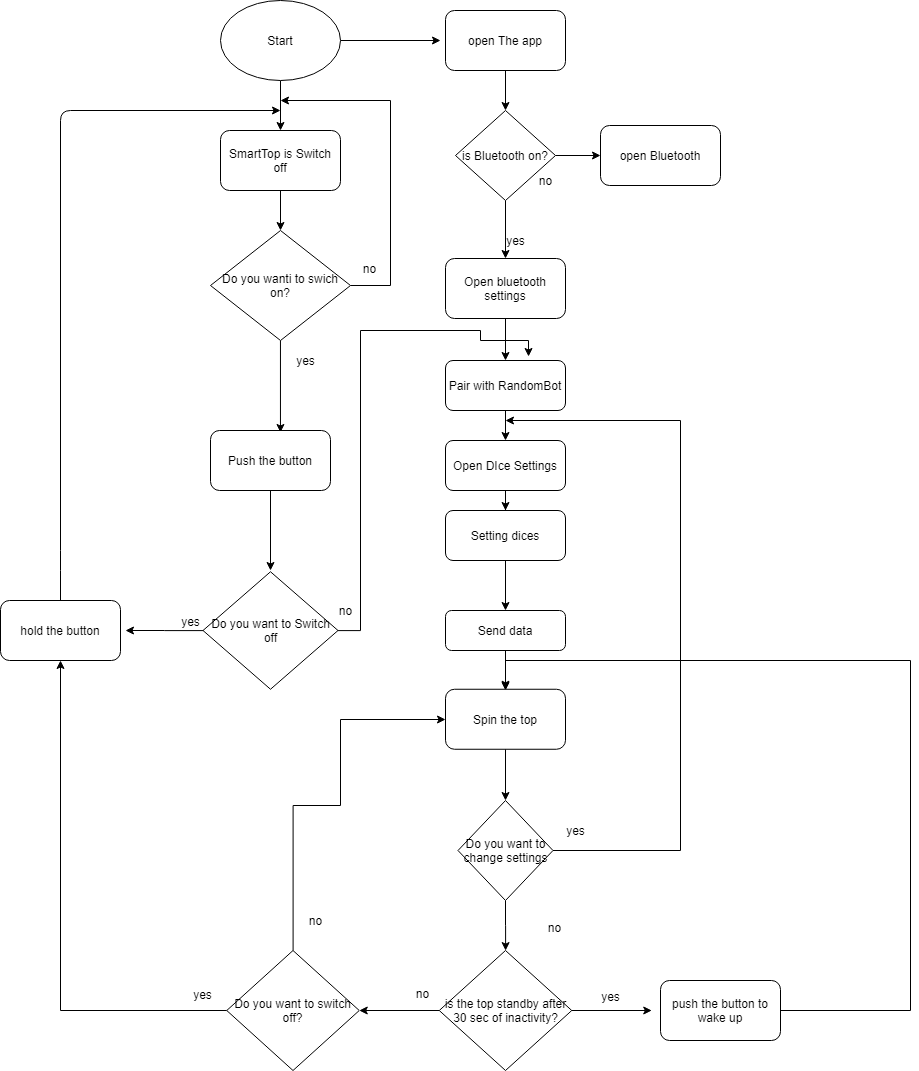 Start
open The app
SmartTop is Switch
off
is Bluetooth on?
open Bluetooth
no
yes
Do you wanti to swich
on?
no
Open bluetooth
settings
yes
Pair with RandomBot
Push the button
Open DIce Settings
Setting dices
no
yes
Do you want to Switch
off
hold the button
Send data
Spin the top
yes
Do you want to
change settings
no
no
yes
Do you want to switch
off?
no
is the top standby after
30 sec of inactivity?
yes
push the button to
wake up